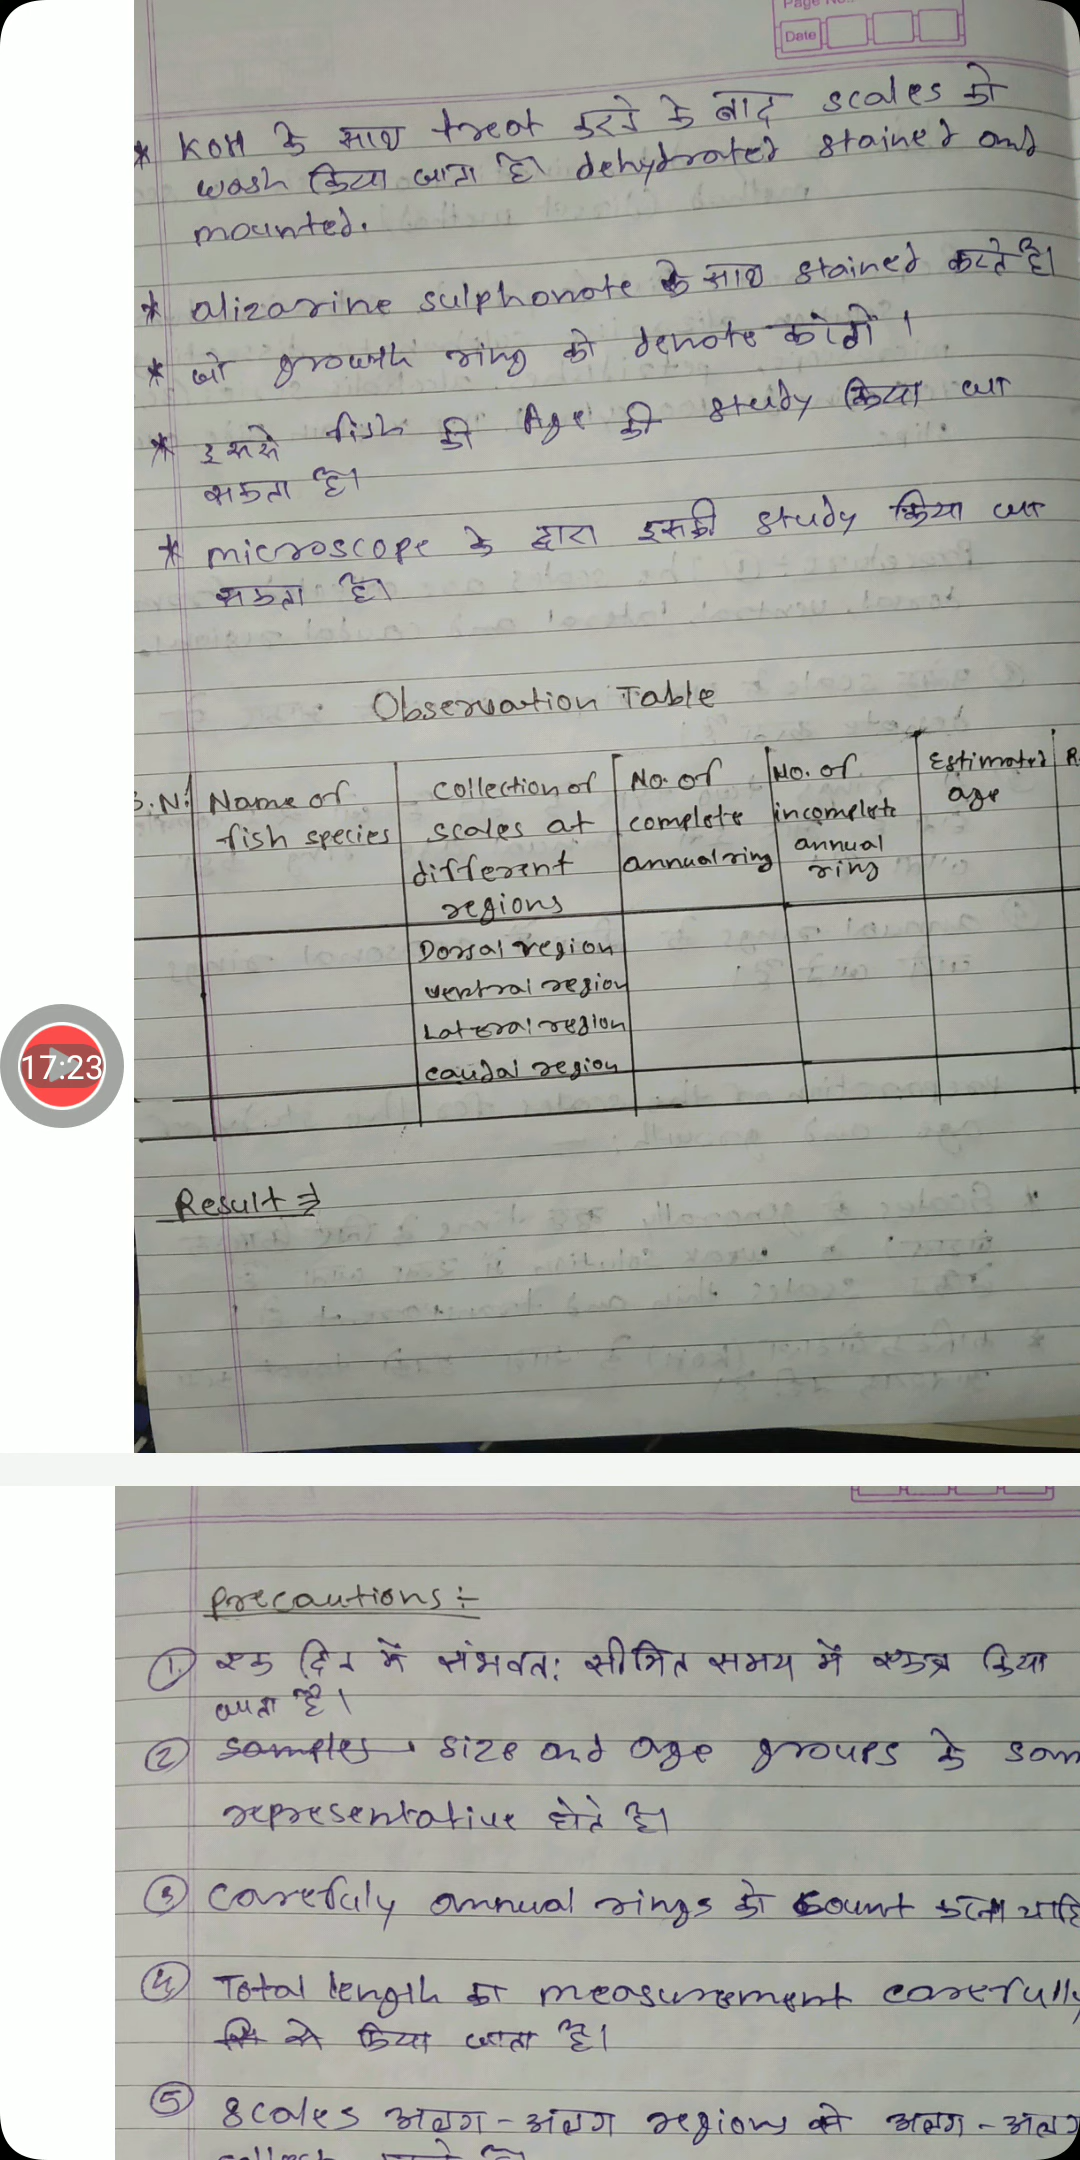 Page No.
Date
* KOH के साथ treat करने के बाद scales को
wash किया जाता है। dehydrated stained and
mounted.
* alizarine sulphonate के साथ stained करते है।
* जो growth ring को denote करेगी ।
* इससे fish की Age की study किया जा
सकता है।
* microscope के द्वारा इसकी study किया जा
सकता है।
Observation Table
S.N. Name of fish species
collection of scales at different regions
No. of complete annual ring
No. of incomplete annual ring
Estimated age
R
Dorsal region
ventral region
Lateral region
caudal region
17:23
Result ⇒
Precautions :-
① एक दिन में संभवत: सीमित समय में एकत्र किया
जाता है।
② samples size and age groups के sam
representative होते है।
③ carefuly annual rings को count करना चाहि
④ Total length का measurement carefully
से किया जाता है।
⑤ scales अलग-अलग regions से अलग-अलग